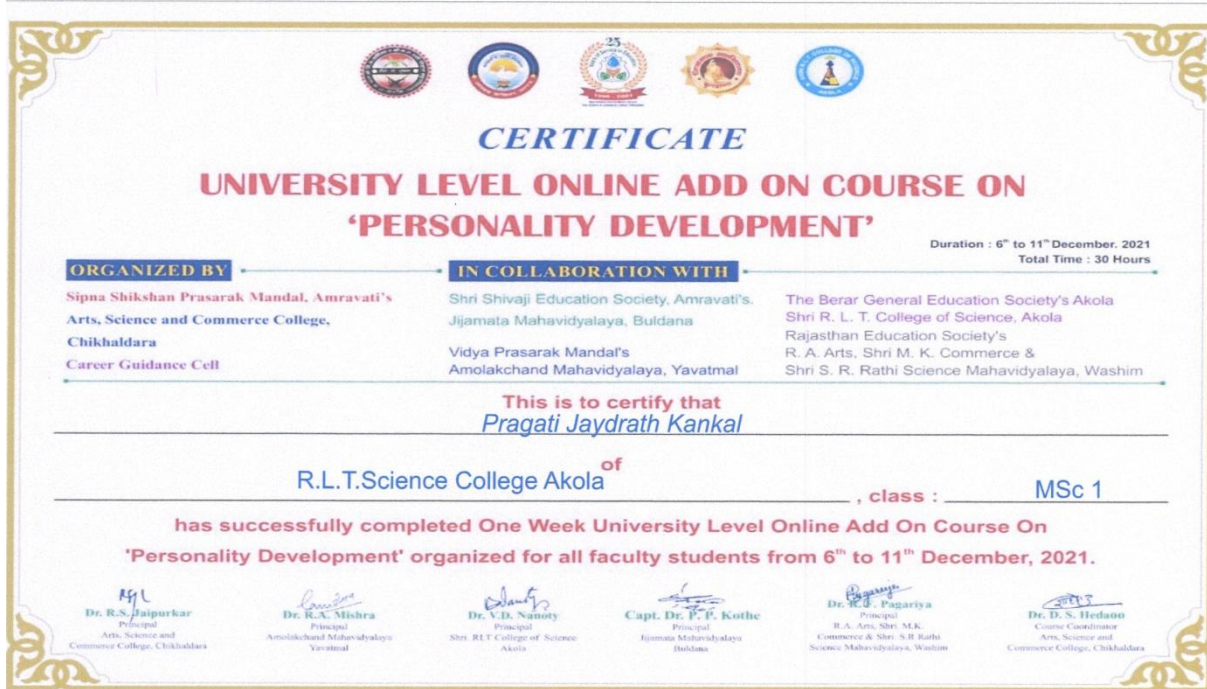 25
CERTIFICATE
UNIVERSITY LEVEL ONLINE ADD ON COURSE ON
‘PERSONALITY DEVELOPMENT’
Duration : 6th to 11th December. 2021
Total Time : 30 Hours
ORGANIZED BY
Sipna Shikshan Prasarak Mandal, Amravati's
Arts, Science and Commerce College,
Chikhaldara
Career Guidance Cell
IN COLLABORATION WITH
Shri Shivaji Education Society, Amravati's.
Jijamata Mahavidyalaya, Buldana
Vidya Prasarak Mandal's
Amolakchand Mahavidyalaya, Yavatmal
The Berar General Education Society's Akola
Shri R. L. T. College of Science, Akola
Rajasthan Education Society's
R. A. Arts, Shri M. K. Commerce &
Shri S. R. Rathi Science Mahavidyalaya, Washim
This is to certify that
Pragati Jaydrath Kankal
of
R.L.T.Science College Akola , class : MSc 1
has successfully completed One Week University Level Online Add On Course On
'Personality Development' organized for all faculty students from 6th to 11th December, 2021.
Dr. R.S. Jaipurkar
Principal
Arts, Science and
Commerce College, Chikhaldara
Dr. R.A. Mishra
Principal
Amolakchand Mahavidyalaya
Yavatmal
Dr. V.D. Nanoty
Principal
Shri. RLT College of Science
Akola
Capt. Dr. P. P. Kothe
Principal
Jijamata Mahavidyalaya
Buldana
Dr. K.F. Pagariya
Principal
R.A. Arts, Shri. M.K.
Commerce & Shri. S.R Rathi
Science Mahavidyalaya, Washim
Dr. D. S. Hedaoo
Course Coordinator
Arts, Science and
Commerce College, Chikhaldara